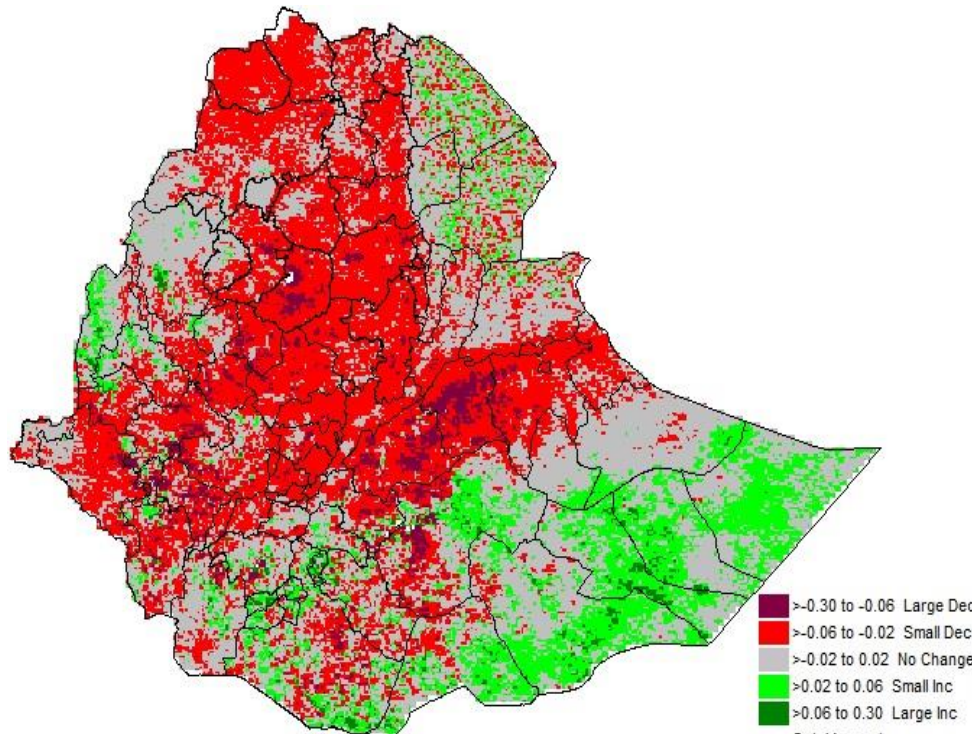 >-0.30 to -0.06 Large Dec
>-0.06 to -0.02 Small Dec
>-0.02 to 0.02 No Change
>0.02 to 0.06 Small Inc
>0.06 to 0.30 Large Inc